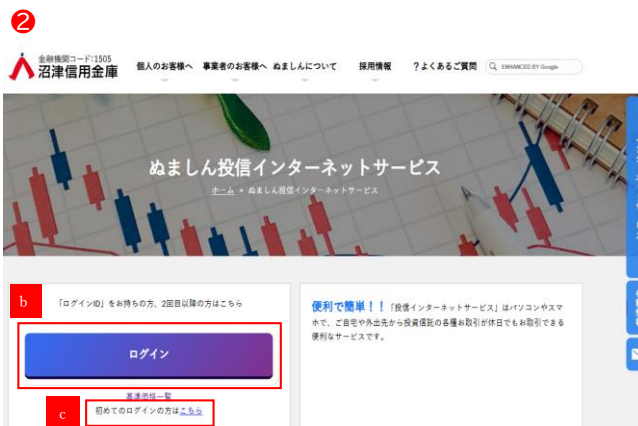 2
金融機関コード:1505
沼津信用金庫
個人のお客様へ 事業者のお客様へ ぬましんについて 採用情報 ?よくあるご質問 ENHANCED BY Google
ぬましん投信インターネットサービス
ホーム » ぬましん投信インターネットサービス
b
「ログインID」をお持ちの方、2回目以降の方はこちら
ログイン
基準価格一覧
c
初めてのログインの方はこちら
便利で簡単！！「投信インターネットサービス」はパソコンやスマ
ホで、ご自宅や外出先から投資信託の各種お取引が休日でもお取引できる
便利なサービスです。